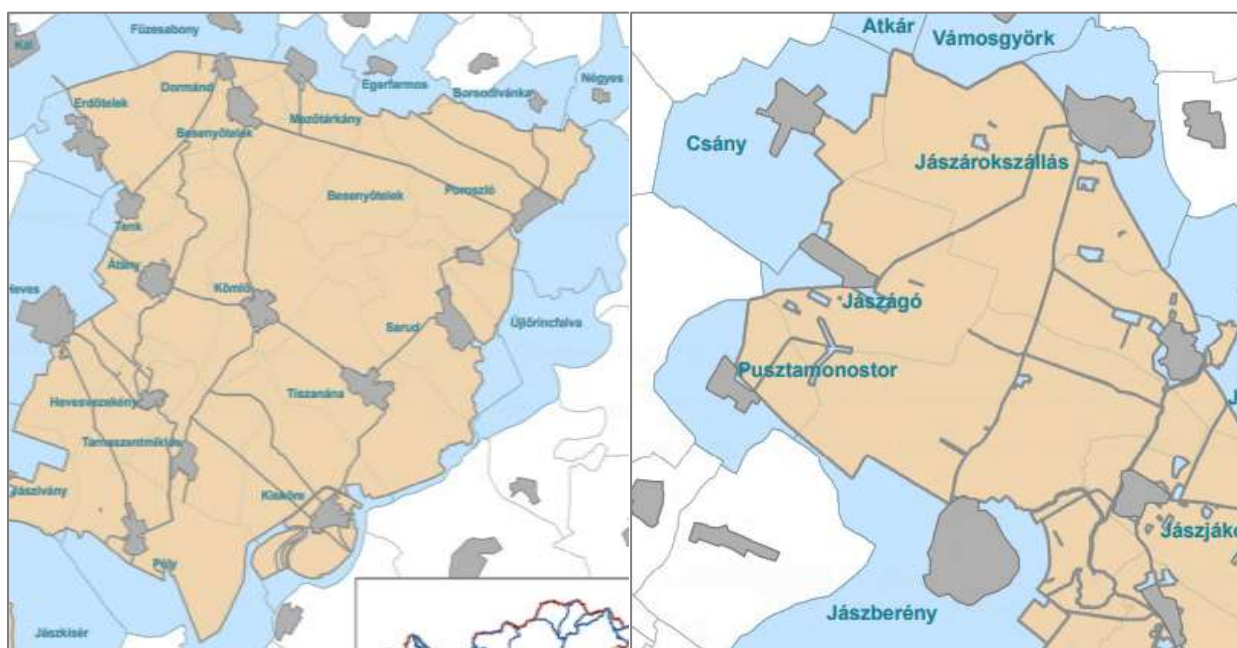 Kál
Füzesabony
Dormánd
Egerfarmos
Négyes
Borsodivánka
Erdőtelek
Mezőtárkány
Besenyőtelek
Besenyőtelek
Poroszló
Tenk
Átány
Heves
Kömlő
Sarud
Újlőrincfalva
Hevesvezekény
Tiszanána
Tarnaszentmiklós
Jászivány
Kisköre
Pély
Jászkisér
Atkár
Vámosgyörk
Csány
Jászárokszállás
Jászágó
Pusztamonostor
J
Jászjákó
Jászberény